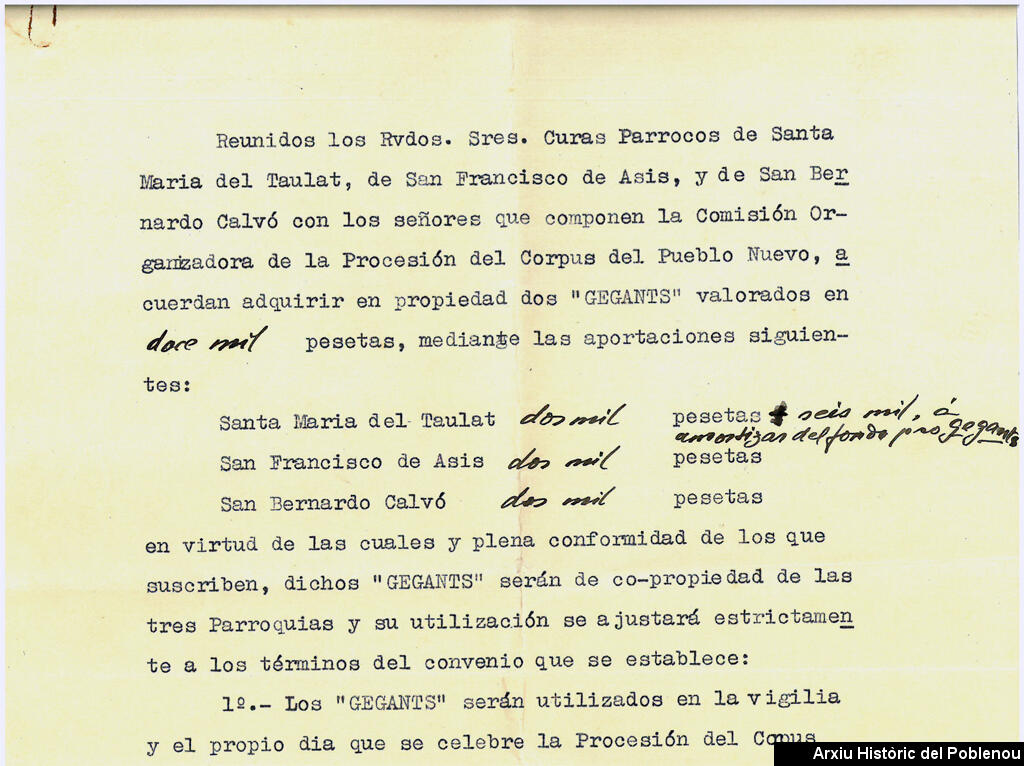 Reunidos los Rvdos. Sres. Curas Parrocos de Santa
Maria del Taulat, de San Francisco de Asis, y de San Ber
nardo Calvó con los señores que componen la Comisión Or-
ganizadora de la Procesión del Corpus del Pueblo Nuevo, a
cuerdan adquirir en propiedad dos "GEGANTS" valorados en
doce mil pesetas, mediante las aportaciones siguien-
tes:
Santa Maria del Taulat dos mil pesetas + seis mil, á
amortizar del fondo pro gegants
San Francisco de Asis dos mil pesetas
San Bernardo Calvó dos mil pesetas
en virtud de las cuales y plena conformidad de los que
suscriben, dichos "GEGANTS" serán de co-propiedad de las
tres Parroquias y su utilización se ajustará estrictamen
te a los términos del convenio que se establece:
1º.- Los "GEGANTS" serán utilizados en la vigilia
y el propio dia que se celebre la Procesión del Copus
Arxiu Històric del Poblenou